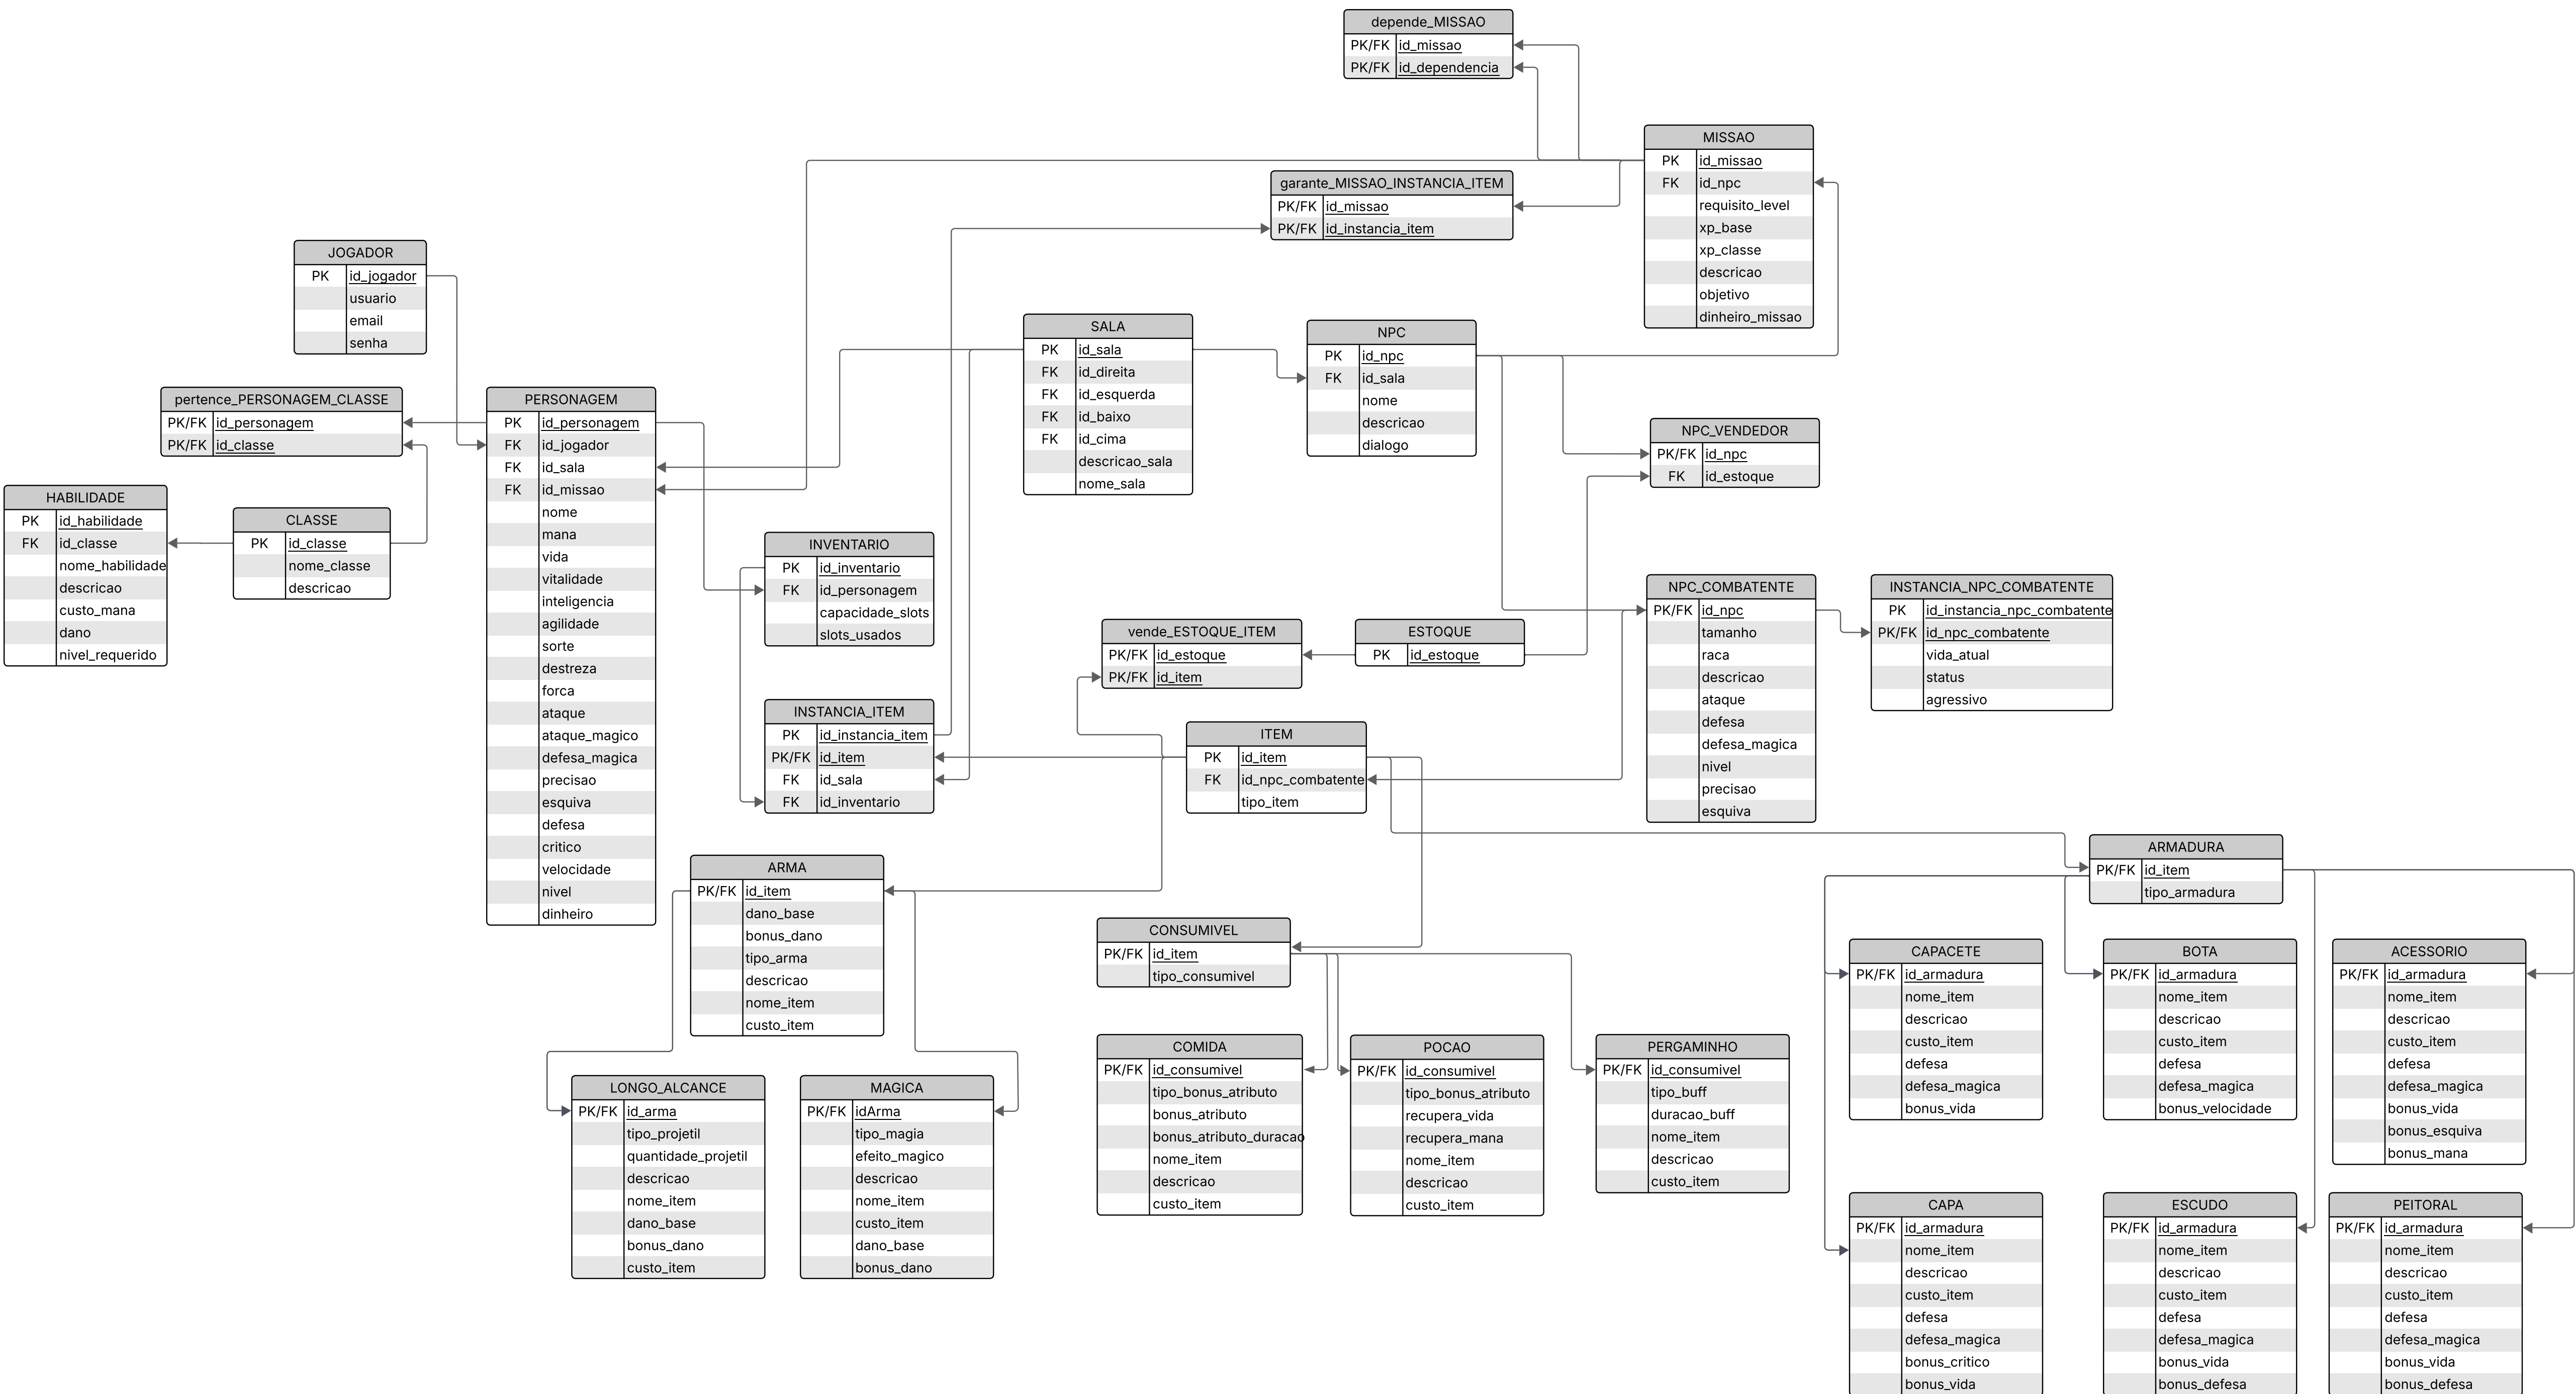 depende_MISSAO
PK/FK id_missao
PK/FK id_dependencia
MISSAO
PK id_missao
FK id_npc
requisito_level
xp_base
xp_classe
descricao
objetivo
dinheiro_missao
garante_MISSAO_INSTANCIA_ITEM
PK/FK id_missao
PK/FK id_instancia_item
JOGADOR
PK id_jogador
usuario
email
senha
SALA
PK id_sala
FK id_direita
FK id_esquerda
FK id_baixo
FK id_cima
descricao_sala
nome_sala
NPC
PK id_npc
FK id_sala
nome
descricao
dialogo
pertence_PERSONAGEM_CLASSE
PK/FK id_personagem
PK/FK id_classe
PERSONAGEM
PK id_personagem
FK id_jogador
FK id_sala
FK id_missao
nome
mana
vida
vitalidade
inteligencia
agilidade
sorte
destreza
forca
ataque
ataque_magico
defesa_magica
precisao
esquiva
defesa
critico
velocidade
nivel
dinheiro
NPC_VENDEDOR
PK/FK id_npc
FK id_estoque
HABILIDADE
PK id_habilidade
FK id_classe
nome_habilidade
descricao
custo_mana
dano
nivel_requerido
CLASSE
PK id_classe
nome_classe
descricao
INVENTARIO
PK id_inventario
FK id_personagem
capacidade_slots
slots_usados
NPC_COMBATENTE
PK/FK id_npc
tamanho
raca
descricao
ataque
defesa
defesa_magica
nivel
precisao
esquiva
INSTANCIA_NPC_COMBATENTE
PK id_instancia_npc_combatente
PK/FK id_npc_combatente
vida_atual
status
agressivo
vende_ESTOQUE_ITEM
PK/FK id_estoque
PK/FK id_item
ESTOQUE
PK id_estoque
INSTANCIA_ITEM
PK id_instancia_item
PK/FK id_item
FK id_sala
FK id_inventario
ITEM
PK id_item
FK id_npc_combatente
tipo_item
ARMADURA
PK/FK id_item
tipo_armadura
ARMA
PK/FK id_item
dano_base
bonus_dano
tipo_arma
descricao
nome_item
custo_item
CONSUMIVEL
PK/FK id_item
tipo_consumivel
CAPACETE
PK/FK id_armadura
nome_item
descricao
custo_item
defesa
defesa_magica
bonus_vida
BOTA
PK/FK id_armadura
nome_item
descricao
custo_item
defesa
defesa_magica
bonus_velocidade
ACESSORIO
PK/FK id_armadura
nome_item
descricao
custo_item
defesa
defesa_magica
bonus_vida
bonus_esquiva
bonus_mana
COMIDA
PK/FK id_consumivel
tipo_bonus_atributo
bonus_atributo
bonus_atributo_duracao
nome_item
descricao
custo_item
POCAO
PK/FK id_consumivel
tipo_bonus_atributo
recupera_vida
recupera_mana
nome_item
descricao
custo_item
PERGAMINHO
PK/FK id_consumivel
tipo_buff
duracao_buff
nome_item
descricao
custo_item
LONGO_ALCANCE
PK/FK id_arma
tipo_projetil
quantidade_projetil
descricao
nome_item
dano_base
bonus_dano
custo_item
MAGICA
PK/FK idArma
tipo_magia
efeito_magico
descricao
nome_item
custo_item
dano_base
bonus_dano
CAPA
PK/FK id_armadura
nome_item
descricao
custo_item
defesa
defesa_magica
bonus_critico
bonus_vida
ESCUDO
PK/FK id_armadura
nome_item
descricao
custo_item
defesa
defesa_magica
bonus_vida
bonus_defesa
PEITORAL
PK/FK id_armadura
nome_item
descricao
custo_item
defesa
defesa_magica
bonus_vida
bonus_defesa